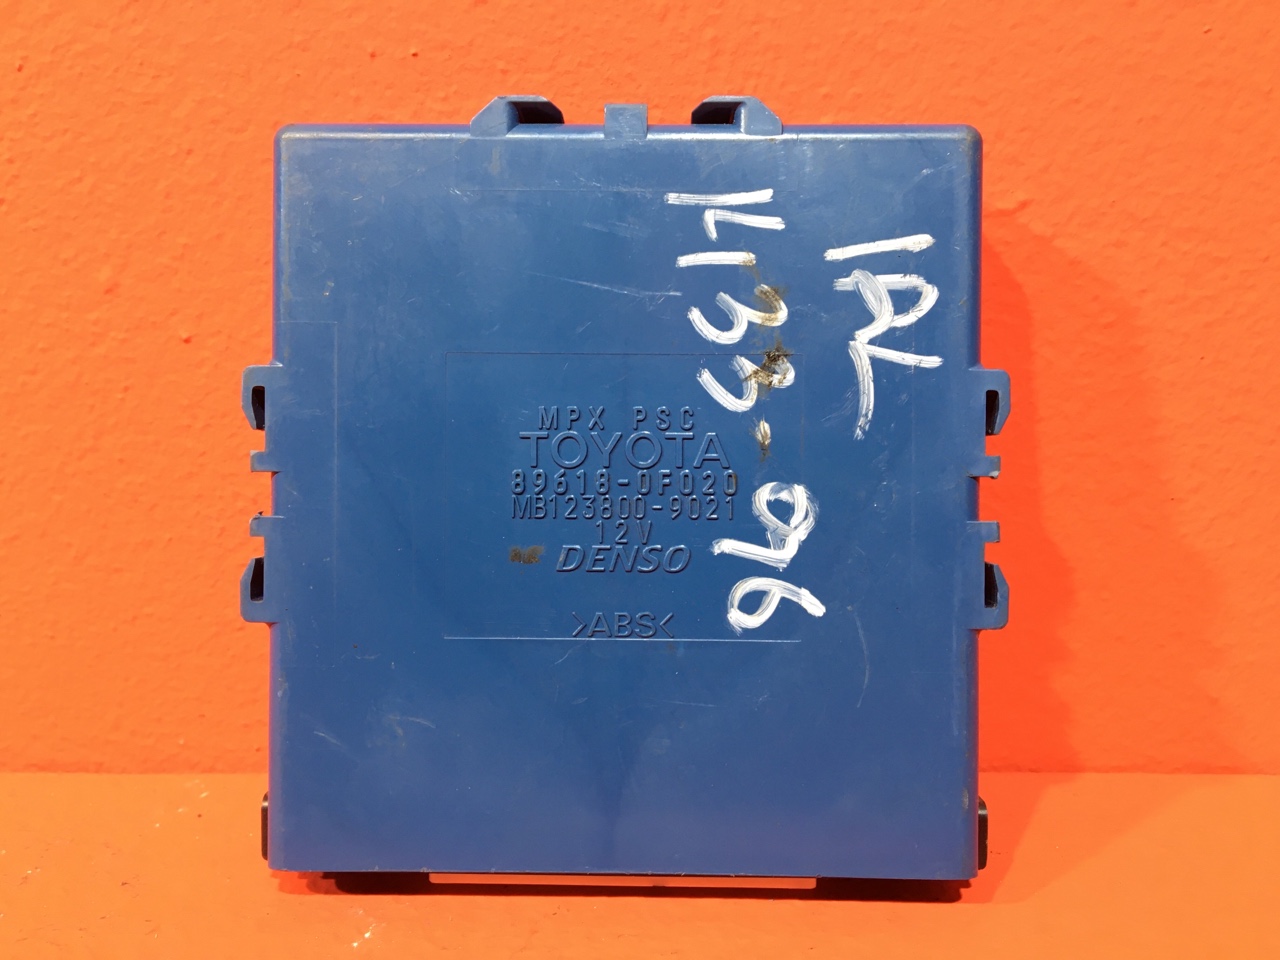 MPX PSC
TOYOTA
89618-0F020
MB123800-9021
12V
DENSO
>ABS<